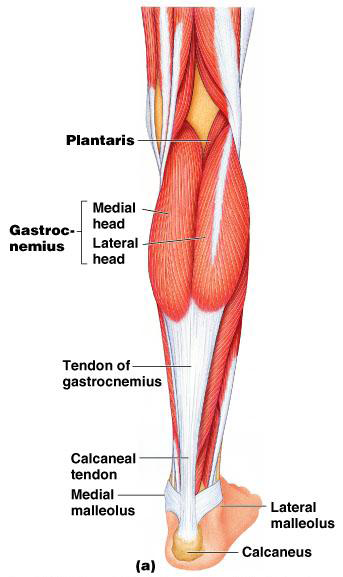 Plantaris
Gastroc-
nemius
Medial
head
Lateral
head
Tendon of
gastrocnemius
Calcaneal
tendon
Medial
malleolus
Lateral
malleolus
Calcaneus
(a)